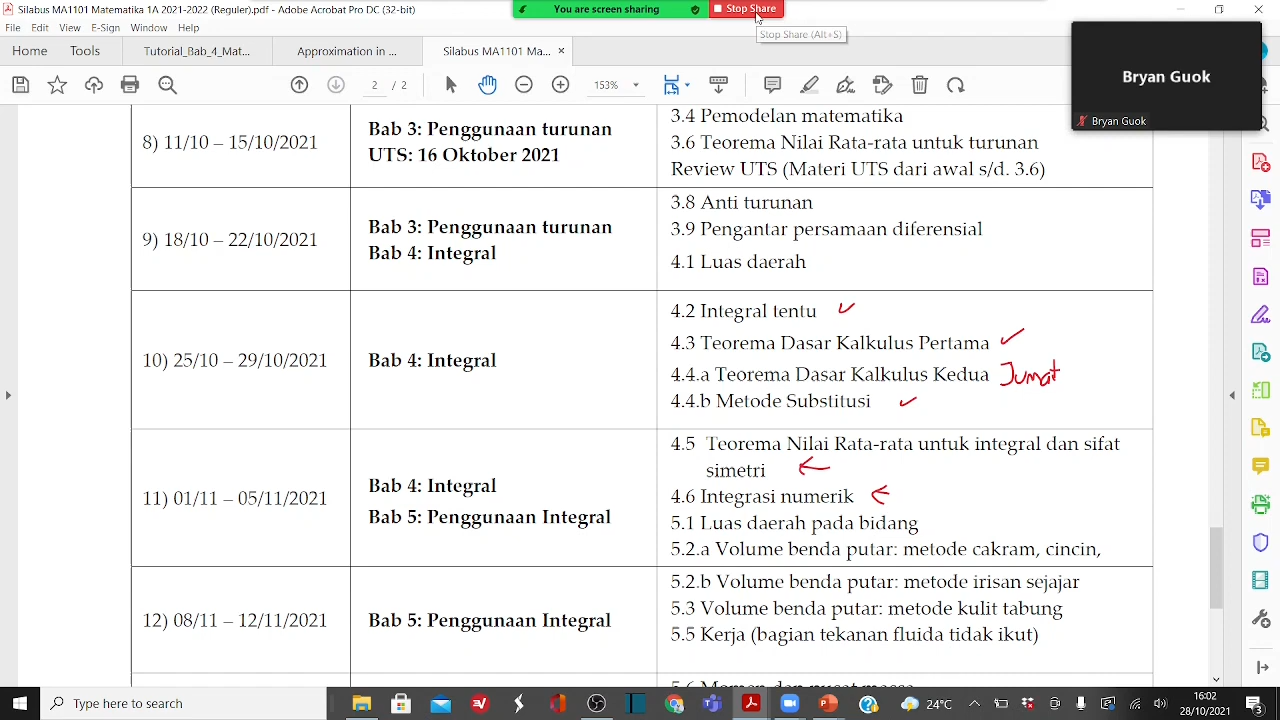 Silabus MA1101 Matematika 1A 2021-2022 (Reguler).pdf - Adobe Acrobat Pro DC (32-bit)
You are screen sharing
Stop Share
File Edit View E-Sign Window Help
Stop Share (Alt+S)
Home Tools Tutorial_Bab_4_Mat... Approximation in ... Silabus MA1101 Ma... ×
2 / 2
153%
Bryan Guok
Bryan Guok
8) 11/10 – 15/10/2021
Bab 3: Penggunaan turunan
UTS: 16 Oktober 2021
3.4 Pemodelan matematika
3.6 Teorema Nilai Rata-rata untuk turunan
Review UTS (Materi UTS dari awal s/d. 3.6)
9) 18/10 – 22/10/2021
Bab 3: Penggunaan turunan
Bab 4: Integral
3.8 Anti turunan
3.9 Pengantar persamaan diferensial
4.1 Luas daerah
10) 25/10 – 29/10/2021
Bab 4: Integral
4.2 Integral tentu ✓
4.3 Teorema Dasar Kalkulus Pertama ✓
4.4.a Teorema Dasar Kalkulus Kedua Jumat
4.4.b Metode Substitusi ✓
11) 01/11 – 05/11/2021
Bab 4: Integral
Bab 5: Penggunaan Integral
4.5 Teorema Nilai Rata-rata untuk integral dan sifat
simetri ←
4.6 Integrasi numerik ←
5.1 Luas daerah pada bidang
5.2.a Volume benda putar: metode cakram, cincin,
12) 08/11 – 12/11/2021
Bab 5: Penggunaan Integral
5.2.b Volume benda putar: metode irisan sejajar
5.3 Volume benda putar: metode kulit tabung
5.5 Kerja (bagian tekanan fluida tidak ikut)
Type here to search
24°C
16:02
28/10/2021